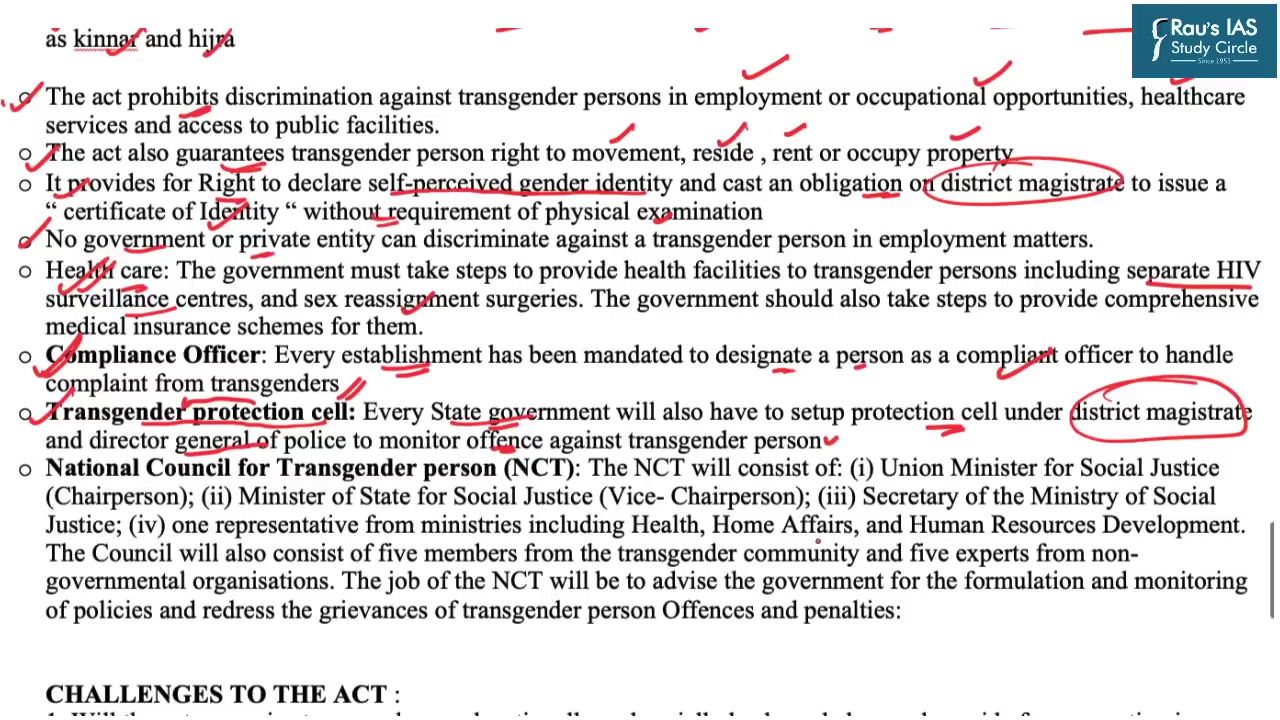 Rau's IAS
Study Circle
Since 1953
as kinnar and hijra
o The act prohibits discrimination against transgender persons in employment or occupational opportunities, healthcare
services and access to public facilities.
o The act also guarantees transgender person right to movement, reside , rent or occupy property
o It provides for Right to declare self-perceived gender identity and cast an obligation on district magistrate to issue a
“ certificate of Identity “ without requirement of physical examination
o No government or private entity can discriminate against a transgender person in employment matters.
o Health care: The government must take steps to provide health facilities to transgender persons including separate HIV
surveillance centres, and sex reassignment surgeries. The government should also take steps to provide comprehensive
medical insurance schemes for them.
o Compliance Officer: Every establishment has been mandated to designate a person as a compliant officer to handle
complaint from transgenders
o Transgender protection cell: Every State government will also have to setup protection cell under district magistrate
and director general of police to monitor offence against transgender person
o National Council for Transgender person (NCT): The NCT will consist of: (i) Union Minister for Social Justice
(Chairperson); (ii) Minister of State for Social Justice (Vice- Chairperson); (iii) Secretary of the Ministry of Social
Justice; (iv) one representative from ministries including Health, Home Affairs, and Human Resources Development.
The Council will also consist of five members from the transgender community and five experts from non-
governmental organisations. The job of the NCT will be to advise the government for the formulation and monitoring
of policies and redress the grievances of transgender person Offences and penalties:
CHALLENGES TO THE ACT :